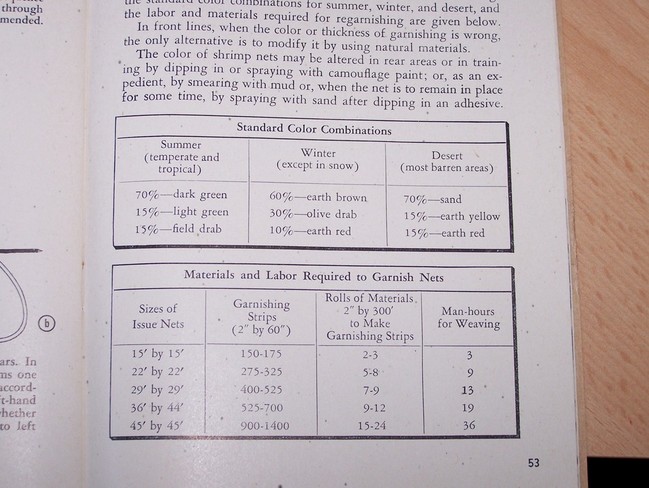 through
mended.
b
ars. In
ns one
accord-
t-hand
whether
to left
the standard color combinations for summer, winter, and desert, and
the labor and materials required for regarnishing are given below.
In front lines, when the color or thickness of garnishing is wrong,
the only alternative is to modify it by using natural materials.
The color of shrimp nets may be altered in rear areas or in train-
ing by dipping in or spraying with camouflage paint; or, as an ex-
pedient, by smearing with mud or, when the net is to remain in place
for some time, by spraying with sand after dipping in an adhesive.
Standard Color Combinations
Summer
(temperate and
tropical)
Winter
(except in snow)
Desert
(most barren areas)
70%—dark green 60%—earth brown 70%—sand
15%—light green 30%—olive drab 15%—earth yellow
15%—field drab 10%—earth red 15%—earth red
Materials and Labor Required to Garnish Nets
Sizes of
Issue Nets
Garnishing
Strips
(2" by 60")
Rolls of Materials
2" by 300'
to Make
Garnishing Strips
Man-hours
for Weaving
15' by 15' 150-175 2-3 3
22' by 22' 275-325 5-8 9
29' by 29' 400-525 7-9 13
36' by 44' 525-700 9-12 19
45' by 45' 900-1400 15-24 36
53